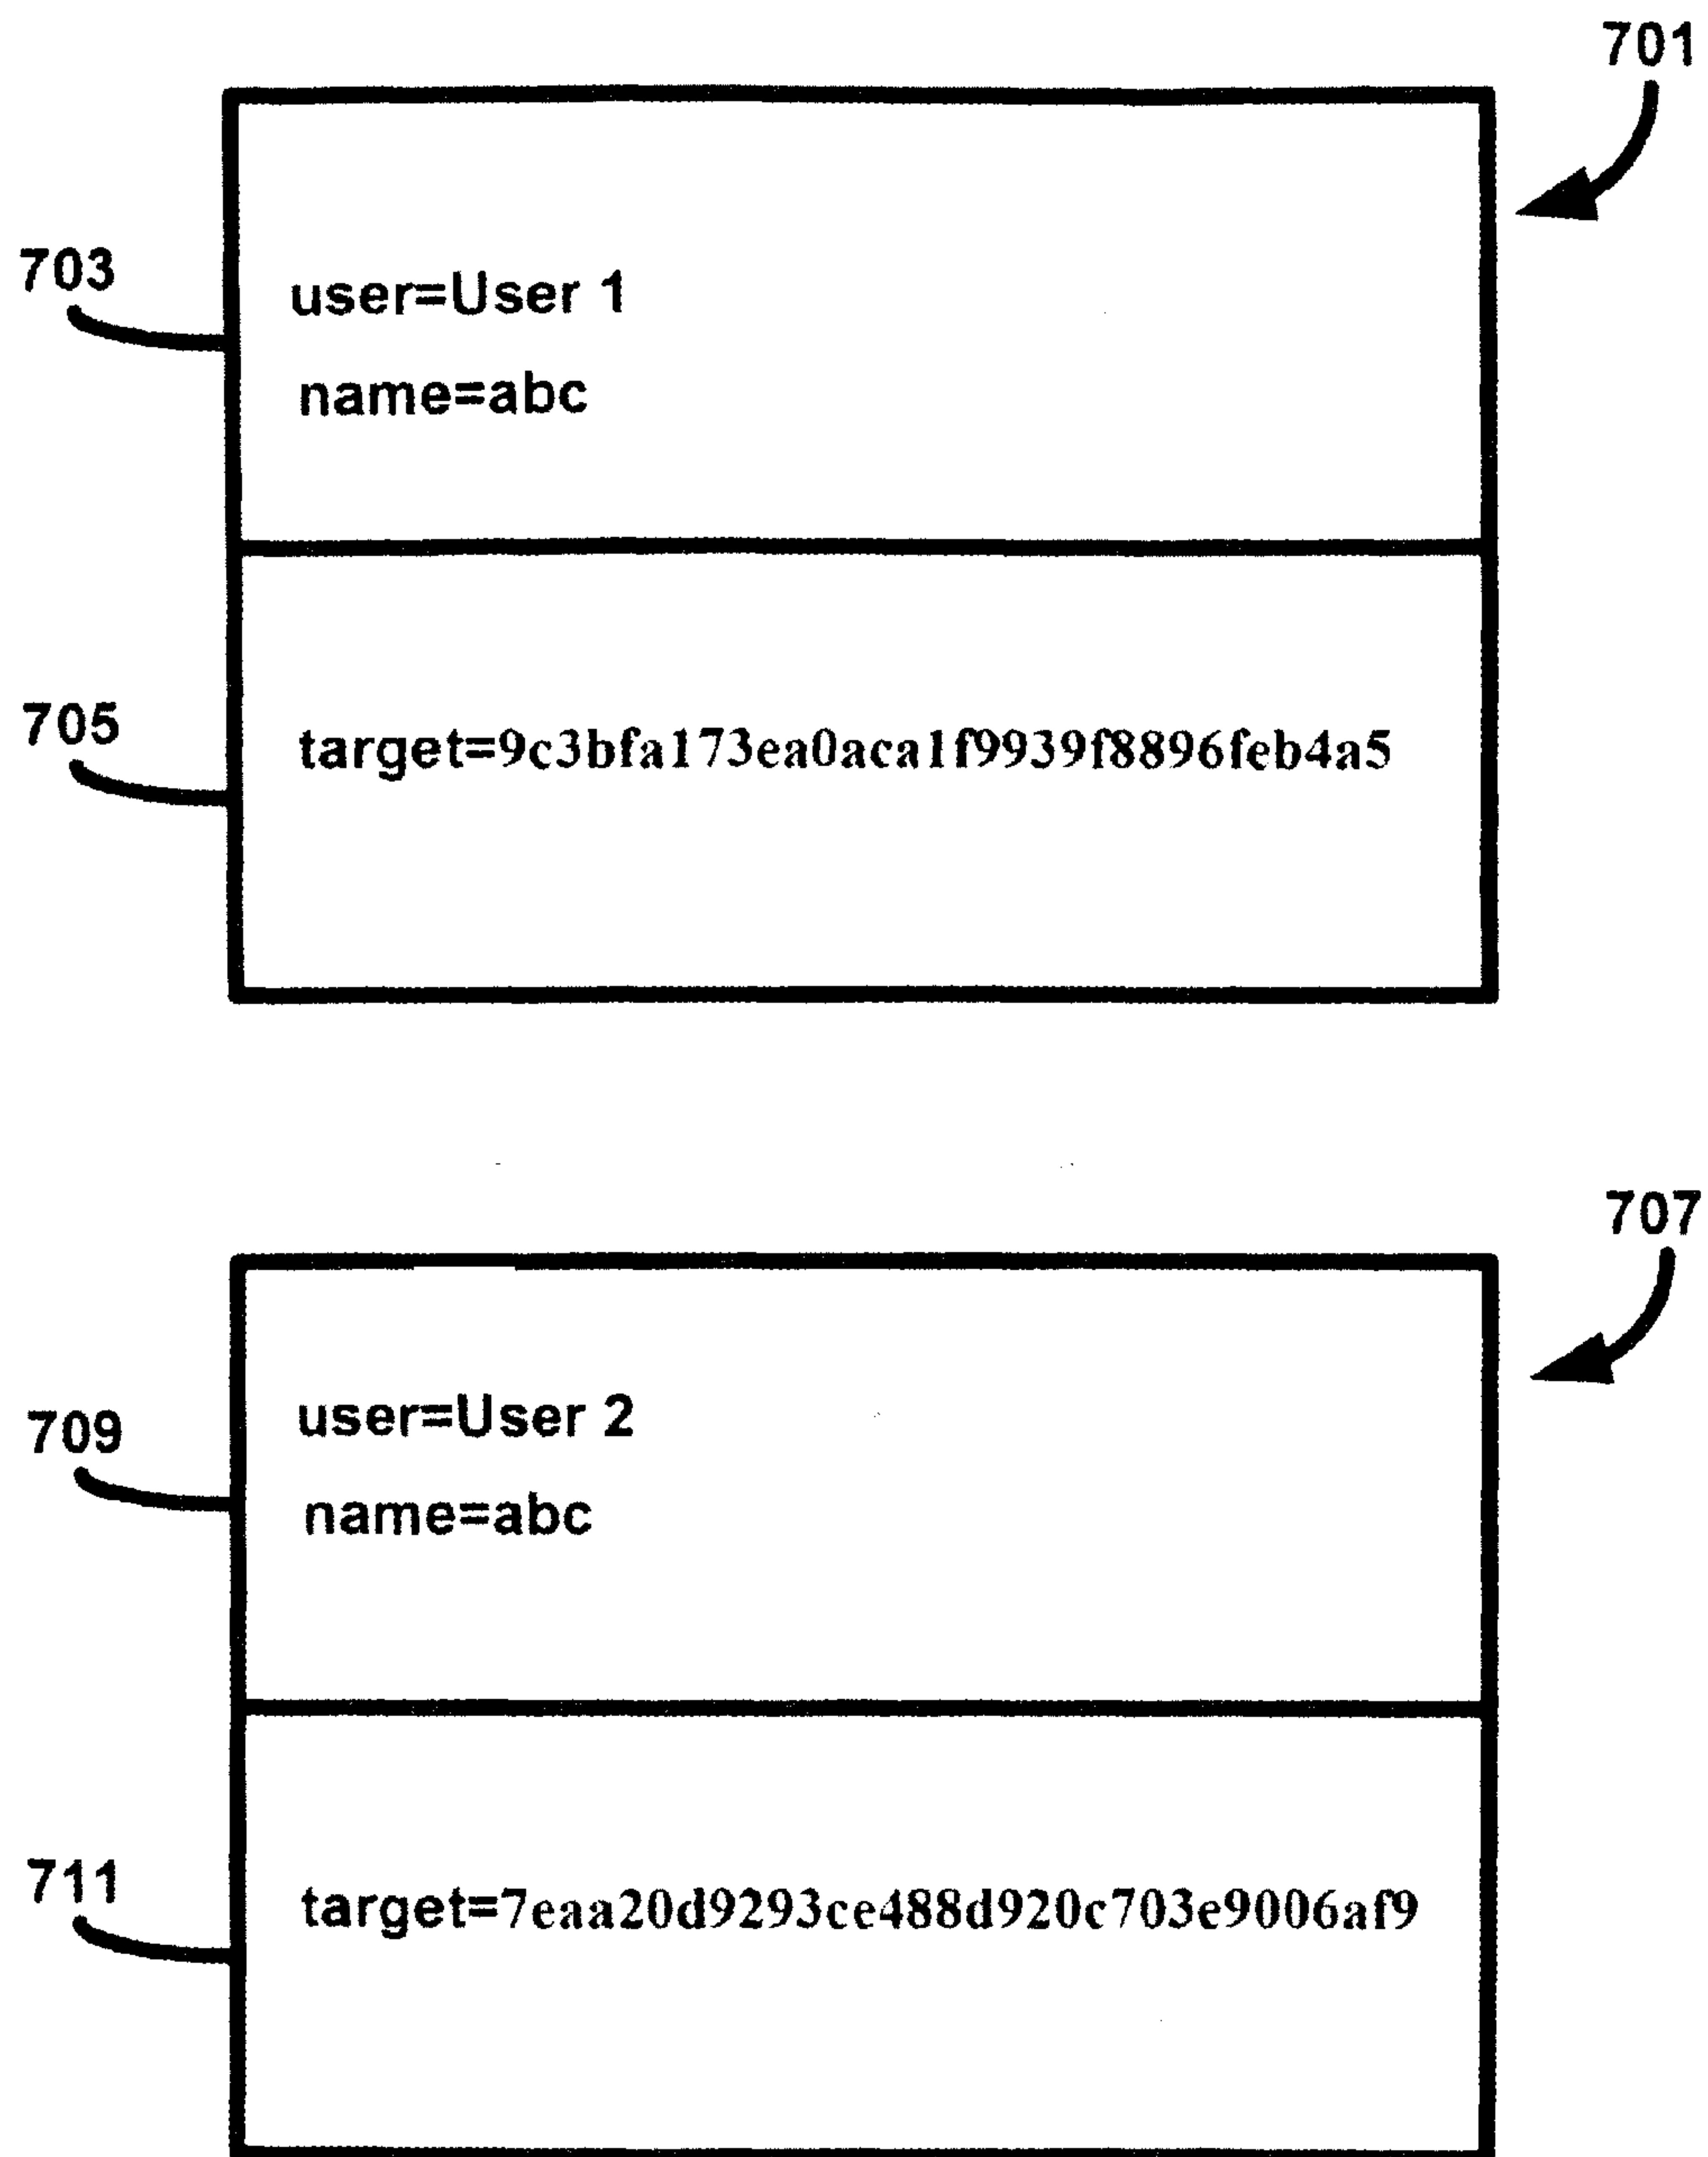 701
703
user=User 1
name=abc
705
target=9c3bfa173ea0aca1f9939f8896feb4a5
707
709
user=User 2
name=abc
711
target=7eaa20d9293ce488d920c703e9006af9